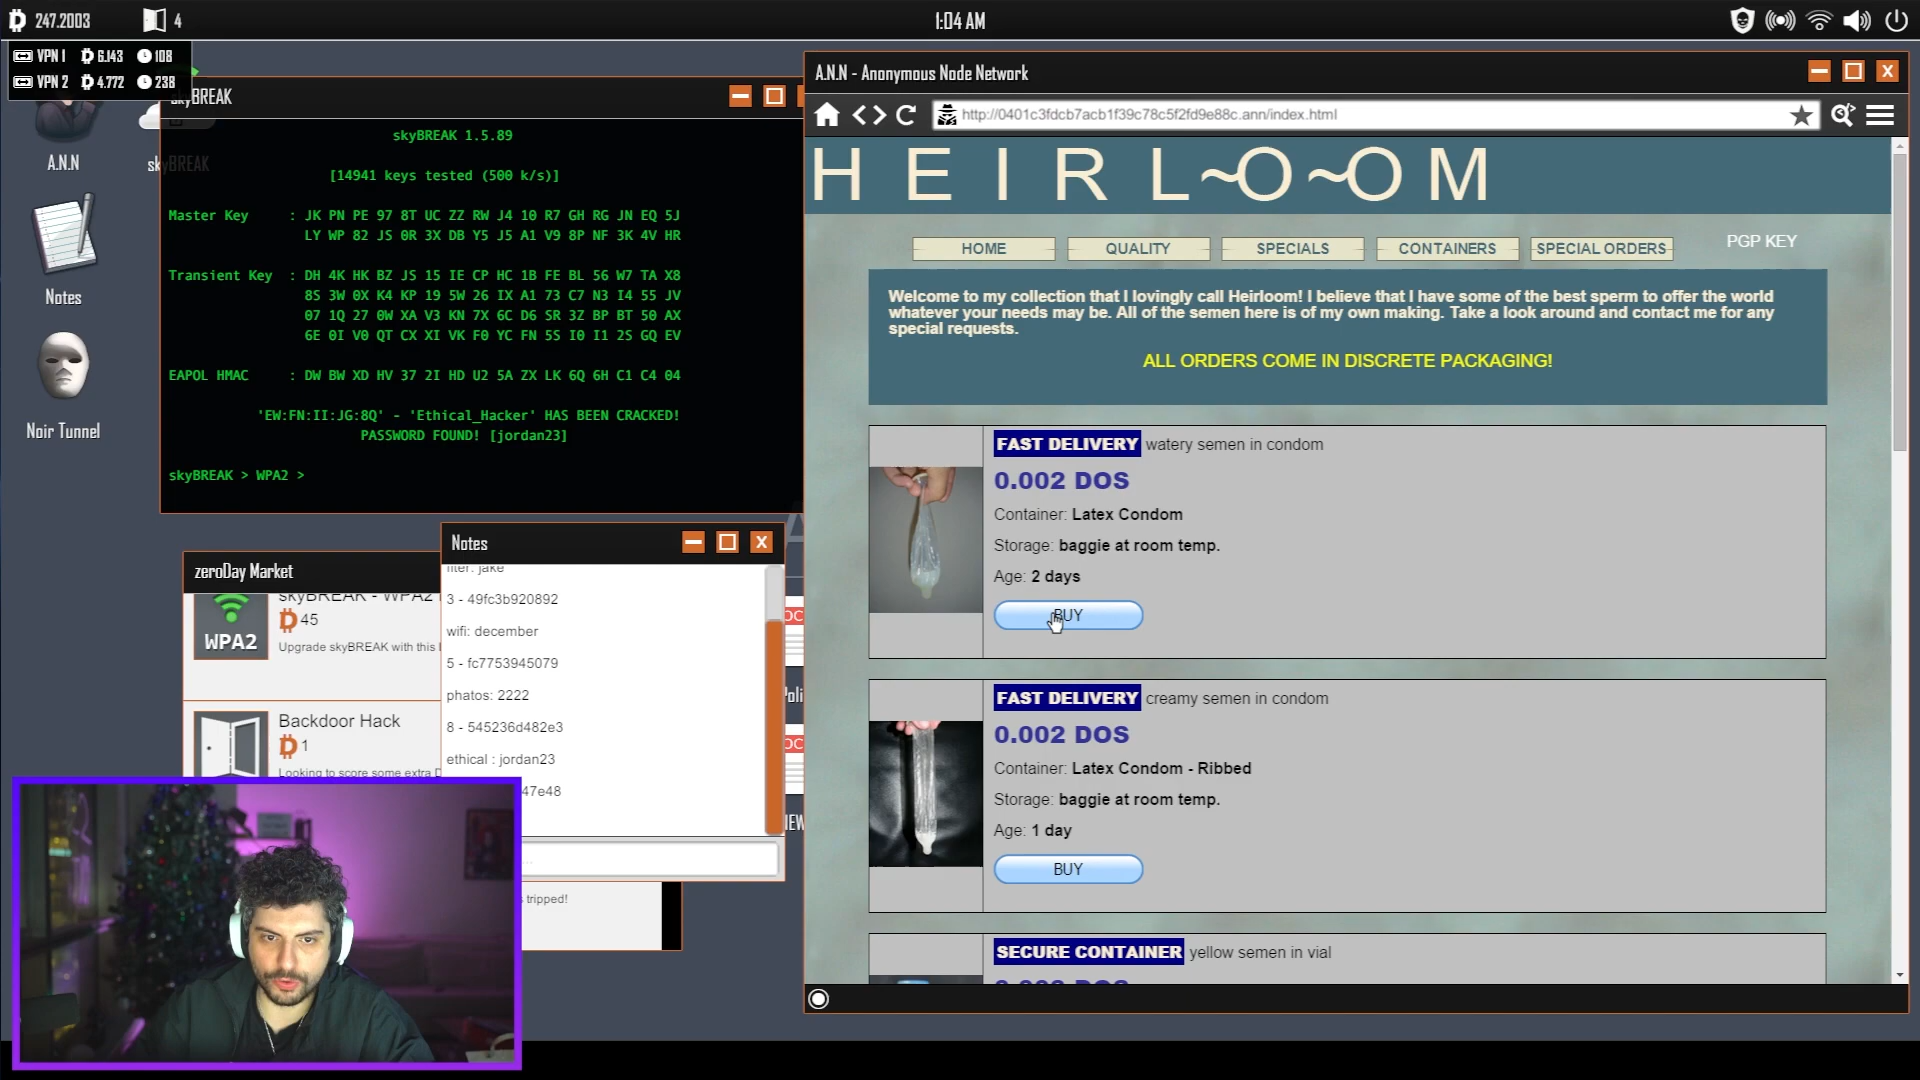 247.2003
4
1:04 AM
VPN 1 6.143 108
VPN 2 4.772 238
A.N.N
skyBREAK
Notes
Noir Tunnel
skyBREAK
skyBREAK 1.5.89
[14941 keys tested (500 k/s)]
Master Key : JK PN PE 97 8T UC ZZ RW J4 10 R7 GH RG JN EQ 5J
LY WP 82 JS 0R 3X DB Y5 J5 A1 V9 8P NF 3K 4V HR
Transient Key : DH 4K HK BZ JS 15 IE CP HC 1B FE BL 56 W7 TA X8
8S 3W 0X K4 KP 19 5W 26 IX A1 73 C7 N3 I4 55 JV
07 1Q 27 0W XA V3 KN 7X 6C D6 SR 3Z BP BT 50 AX
6E 0I V0 QT CX XI VK F0 YC FN 5S I0 I1 2S GQ EV
EAPOL HMAC : DW BW XD HV 37 2I HD U2 5A ZX LK 6Q 6H C1 C4 04
'EW:FN:II:JG:8Q' - 'Ethical_Hacker' HAS BEEN CRACKED!
PASSWORD FOUND! [jordan23]
skyBREAK > WPA2 >
zeroDay Market
skyBREAK - WPA2
45
WPA2
Upgrade skyBREAK with this
Backdoor Hack
1
Looking to score some extra
tripped!
Notes
jake
3 - 49fc3b920892
wifi: december
5 - fc7753945079
photos: 2222
8 - 545236d482e3
ethical : jordan23
47e48
A.N.N - Anonymous Node Network
http://0401c3fdcb7acb1f39c78c5f2fd9e88c.ann/index.html
H E I R L~O~O M
HOME QUALITY SPECIALS CONTAINERS SPECIAL ORDERS PGP KEY
Welcome to my collection that I lovingly call Heirloom! I believe that I have some of the best sperm to offer the world
whatever your needs may be. All of the semen here is of my own making. Take a look around and contact me for any
special requests.
ALL ORDERS COME IN DISCRETE PACKAGING!
FAST DELIVERY watery semen in condom
0.002 DOS
Container: Latex Condom
Storage: baggie at room temp.
Age: 2 days
BUY
FAST DELIVERY creamy semen in condom
0.002 DOS
Container: Latex Condom - Ribbed
Storage: baggie at room temp.
Age: 1 day
BUY
SECURE CONTAINER yellow semen in vial